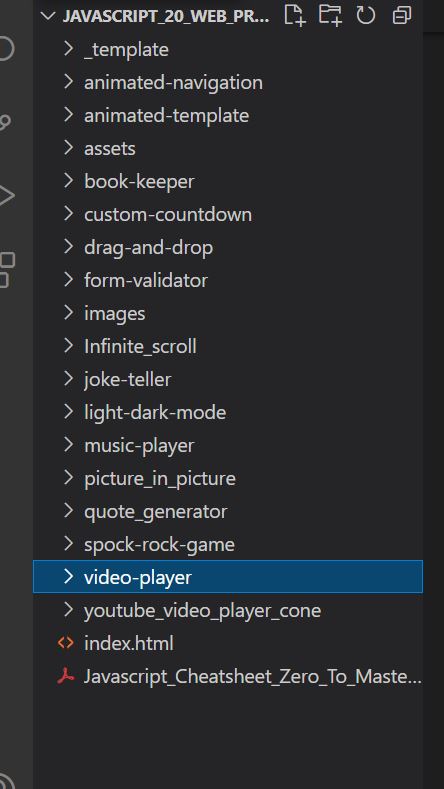 JAVASCRIPT_20_WEB_PR...
_template
animated-navigation
animated-template
assets
book-keeper
custom-countdown
drag-and-drop
form-validator
images
Infinite_scroll
joke-teller
light-dark-mode
music-player
picture_in_picture
quote_generator
spock-rock-game
video-player
youtube_video_player_cone
index.html
Javascript_Cheatsheet_Zero_To_Maste...